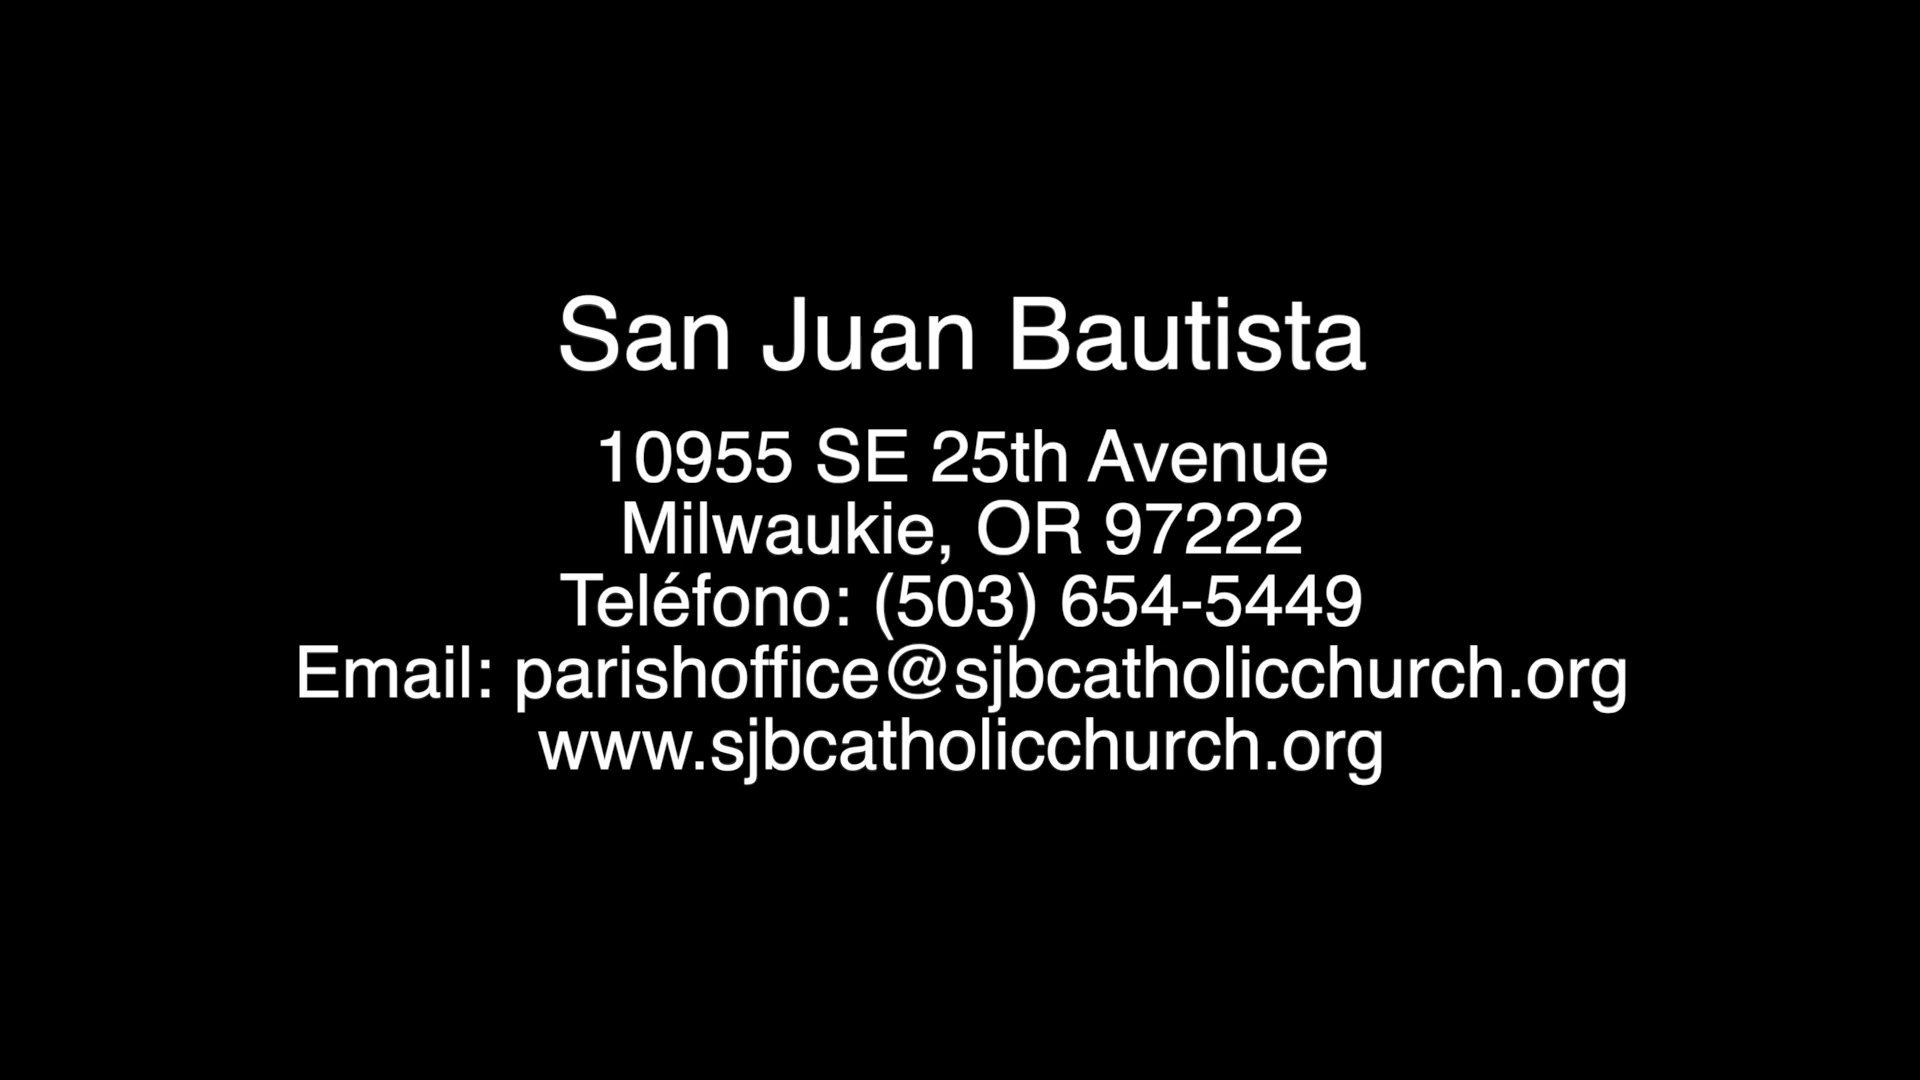 San Juan Bautista
10955 SE 25th Avenue
Milwaukie, OR 97222
Teléfono: (503) 654-5449
Email: parishoffice@sjbcatholicchurch.org
www.sjbcatholicchurch.org